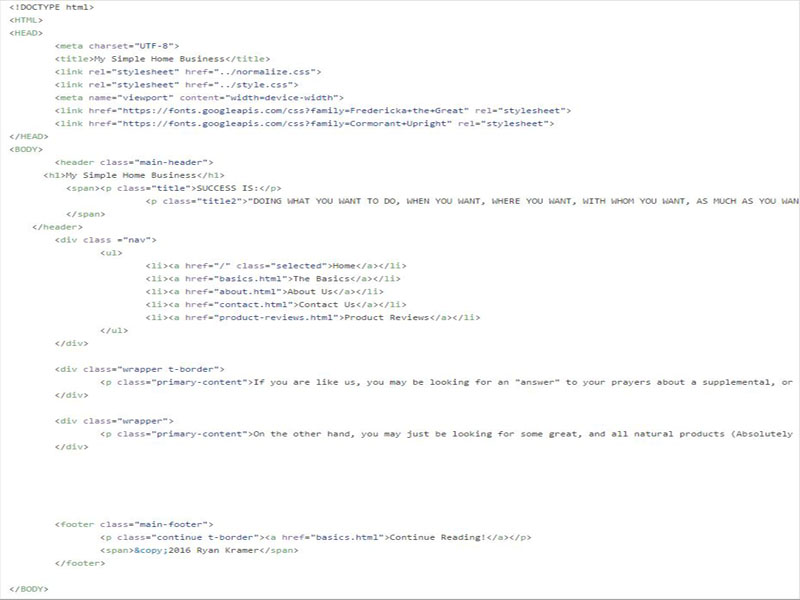 <!DOCTYPE html>
<HTML>
<HEAD>
<meta charset="UTF-8">
<title>My Simple Home Business</title>
<link rel="stylesheet" href="../normalize.css">
<link rel="stylesheet" href="../style.css">
<meta name="viewport" content="width=device-width">
<link href="https://fonts.googleapis.com/css?family=Fredericka+the+Great" rel="stylesheet">
<link href="https://fonts.googleapis.com/css?family=Cormorant+Upright" rel="stylesheet">
</HEAD>
<BODY>
<header class="main-header">
<h1>My Simple Home Business</h1>
<span><p class="title">SUCCESS IS:</p>
<p class="title2">"DOING WHAT YOU WANT TO DO, WHEN YOU WANT, WHERE YOU WANT, WITH WHOM YOU WANT, AS MUCH AS YOU WAN
</span>
</header>
<div class ="nav">
<ul>
<li><a href="/" class="selected">Home</a></li>
<li><a href="basics.html">The Basics</a></li>
<li><a href="about.html">About Us</a></li>
<li><a href="contact.html">Contact Us</a></li>
<li><a href="product-reviews.html">Product Reviews</a></li>
</ul>
</div>
<div class="wrapper t-border">
<p class="primary-content">If you are like us, you may be looking for an "answer" to your prayers about a supplemental, or
</div>
<div class="wrapper">
<p class="primary-content">On the other hand, you may just be looking for some great, and all natural products (Absolutely
</div>
<footer class="main-footer">
<p class="continue t-border"><a href="basics.html">Continue Reading!</a></p>
<span>&copy;2016 Ryan Kramer</span>
</footer>
</BODY>